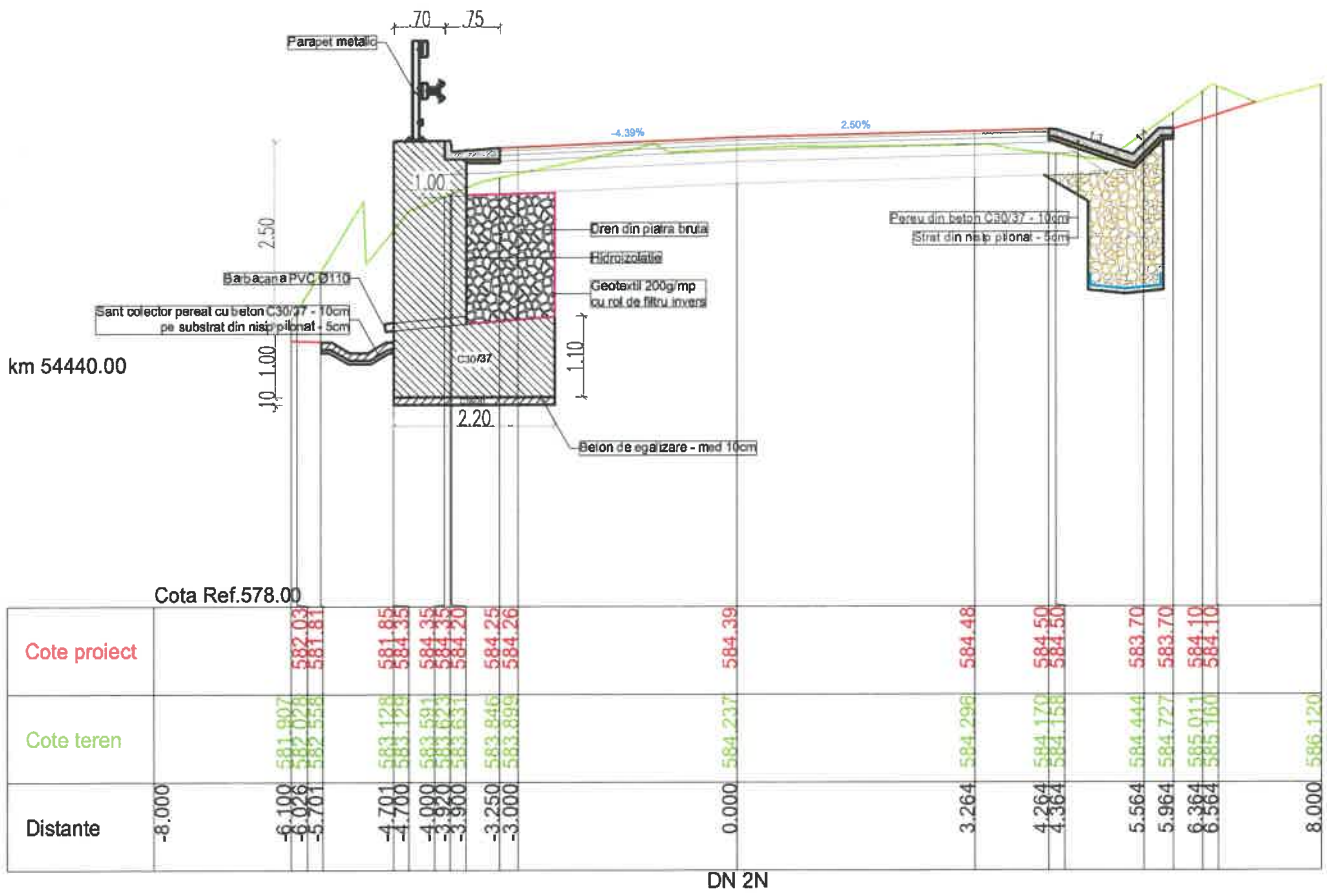 .70 .75
Parapet metalic
-4.39%
2.50%
1.00
2.50
Dren din piatra bruta
Pereu din beton C30/37 - 10cm
Strat din nisip pilonat - 5cm
Hidroizolatie
Barbacana PVC Ø110
Geotextil 200g/mp
cu rol de filtru invers
Sant colector pereat cu beton C30/37 - 10cm
pe substrat din nisip pilonat - 5cm
km 54440.00
1.00
C30/37
1.10
.10
2.20
Beton de egalizare - med 10cm
Cota Ref.578.00
Cote proiect 582.03 581.81 581.85 584.35 584.35 584.35 584.20 584.25 584.26 584.39 584.48 584.50 584.50 583.70 583.70 584.10 584.10
Cote teren 581.907 582.028 582.558 583.128 583.129 583.591 583.623 583.631 583.846 583.899 584.237 584.296 584.170 584.158 584.444 584.727 585.011 585.160 586.120
Distante -8.000 -6.100 -6.026 -5.701 -4.701 -4.700 -4.000 -3.920 -3.900 -3.250 -3.000 0.000 3.264 4.264 4.364 5.564 5.964 6.364 6.564 8.000
DN 2N